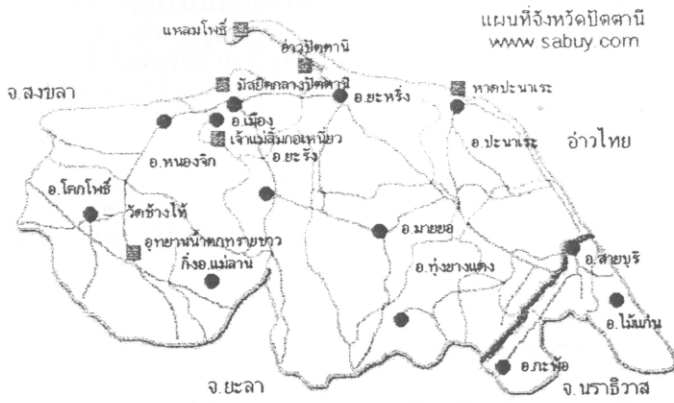 แผนที่จังหวัดปัตตานี
www.sabuy.com
แหลมโพธิ์
อ่าวปัตตานี
จ.สงขลา
มัสยิดกลางปัตตานี
หาดปะนาเระ
อ.ยะหริ่ง
อ.เมือง
เจ้าแม่ลิ้มกอเหนี่ยว
อ.ปะนาเระ
อ่าวไทย
อ.หนองจิก
อ.ยะรัง
อ.โคกโพธิ์
วัดช้างไห้
อ.มายอ
อุทยานน้ำตกทรายขาว
กิ่งอ.แม่ลาน
อ.ทุ่งยางแดง
อ.สายบุรี
อ.ไม้แก่น
อ.กะพ้อ
จ.ยะลา
จ.นราธิวาส